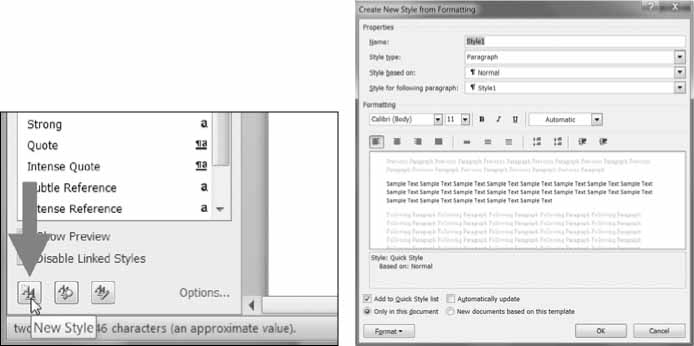 Strong a
Quote ¶a
Intense Quote ¶a
ubtle Reference a
tense Reference a
Show Preview
Disable Linked Styles
Options...
two New Style 46 characters (an approximate value).
Create New Style from Formatting
Properties
Name: Style1
Style type: Paragraph
Style based on: ¶ Normal
Style for following paragraph: ¶ Style1
Formatting
Calibri (Body) 11 B I U Automatic
Previous Paragraph Previous Paragraph Previous Paragraph Previous Paragraph Previous Paragraph
Previous Paragraph Previous Paragraph Previous Paragraph Previous Paragraph
Sample Text Sample Text Sample Text Sample Text Sample Text Sample Text Sample Text Sample Text
Sample Text Sample Text Sample Text Sample Text Sample Text Sample Text Sample Text Sample Text
Sample Text Sample Text Sample Text Sample Text Sample Text
Following Paragraph Following Paragraph Following Paragraph Following Paragraph
Following Paragraph Following Paragraph Following Paragraph Following Paragraph
Following Paragraph Following Paragraph Following Paragraph Following Paragraph
Style: Quick Style
Based on: Normal
Add to Quick Style list Automatically update
Only in this document New documents based on this template
Format OK Cancel